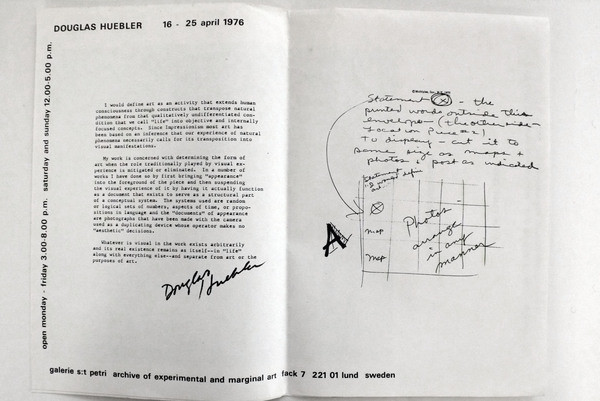 DOUGLAS HUEBLER 16 - 25 april 1976
open monday - friday 3.00-8.00 p.m. saturday and sunday 12.00-5.00 p.m.
I would define art as an activity that extends human
consciousness through constructs that transpose natural
phenomena from that qualitatively undifferentiated con-
dition that we call "life" into objective and internally
focused concepts. Since Impressionism most art has
been based on an inference that our experience of natural
phenomena necessarily calls for its transposition into
visual manifestations.
My work is concerned with determining the form of
art when the role traditionally played by visual ex-
perience is mitigated or eliminated. In a number of
works I have done so by first bringing "appearance"
into the foreground of the piece and then suspending
the visual experience of it by having it actually function
as a document that exists to serve as a structural part
of a conceptual system. The systems used are random
or logical sets of numbers, aspects of time, or propo-
sitions in language and the "documents" of appearance
are photographs that have been made with the camera
used as a duplicating device whose operator makes no
"aesthetic" decisions.
Whatever is visual in the work exists arbitrarily
and its real existence remains as itself--in "life"
along with everything else--and separate from art or the
purposes of art.
Douglas Huebler
galerie s:t petri archive of experimental and marginal art fack 7 221 01 lund sweden
Statement X - the
printed words outside this
envelope - (the other side -
Location Piece #2)
To display - cut it to
same size as maps +
photos + post as indicated
Statement
X
map
map
Photos
arrange
in any
manner
A